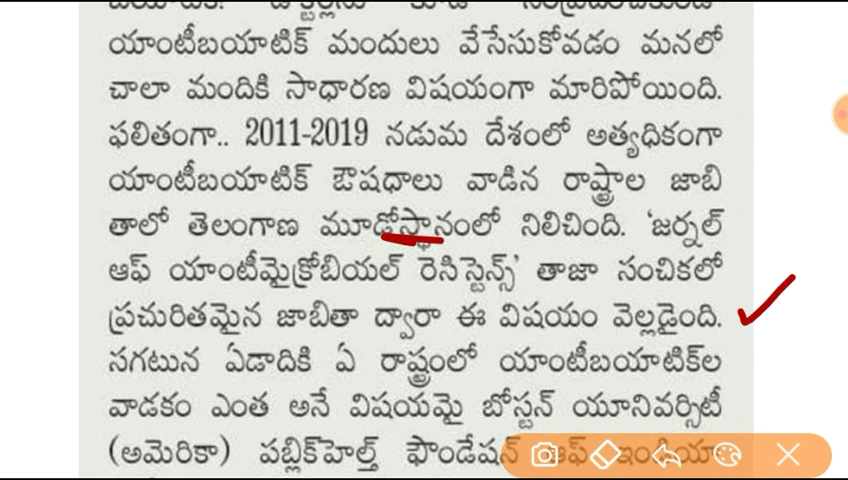 యాంటీబయాటిక్ మందులు వేసేసుకోవడం మనలో
చాలా మందికి సాధారణ విషయంగా మారిపోయింది.
ఫలితంగా.. 2011-2019 నడుమ దేశంలో అత్యధికంగా
యాంటీబయాటిక్ ఔషధాలు వాడిన రాష్ట్రాల జాబి
తాలో తెలంగాణ మూడోస్థానంలో నిలిచింది. ‘జర్నల్
ఆఫ్ యాంటీమైక్రోబియల్ రెసిస్టెన్స్’ తాజా సంచికలో
ప్రచురితమైన జాబితా ద్వారా ఈ విషయం వెల్లడైంది.
సగటున ఏడాదికి ఏ రాష్ట్రంలో యాంటీబయాటిక్‌ల
వాడకం ఎంత అనే విషయమై బోస్టన్ యూనివర్సిటీ
(అమెరికా) పబ్లిక్‌హెల్త్ ఫౌండేషన్ ఆఫ్ ఇండియా